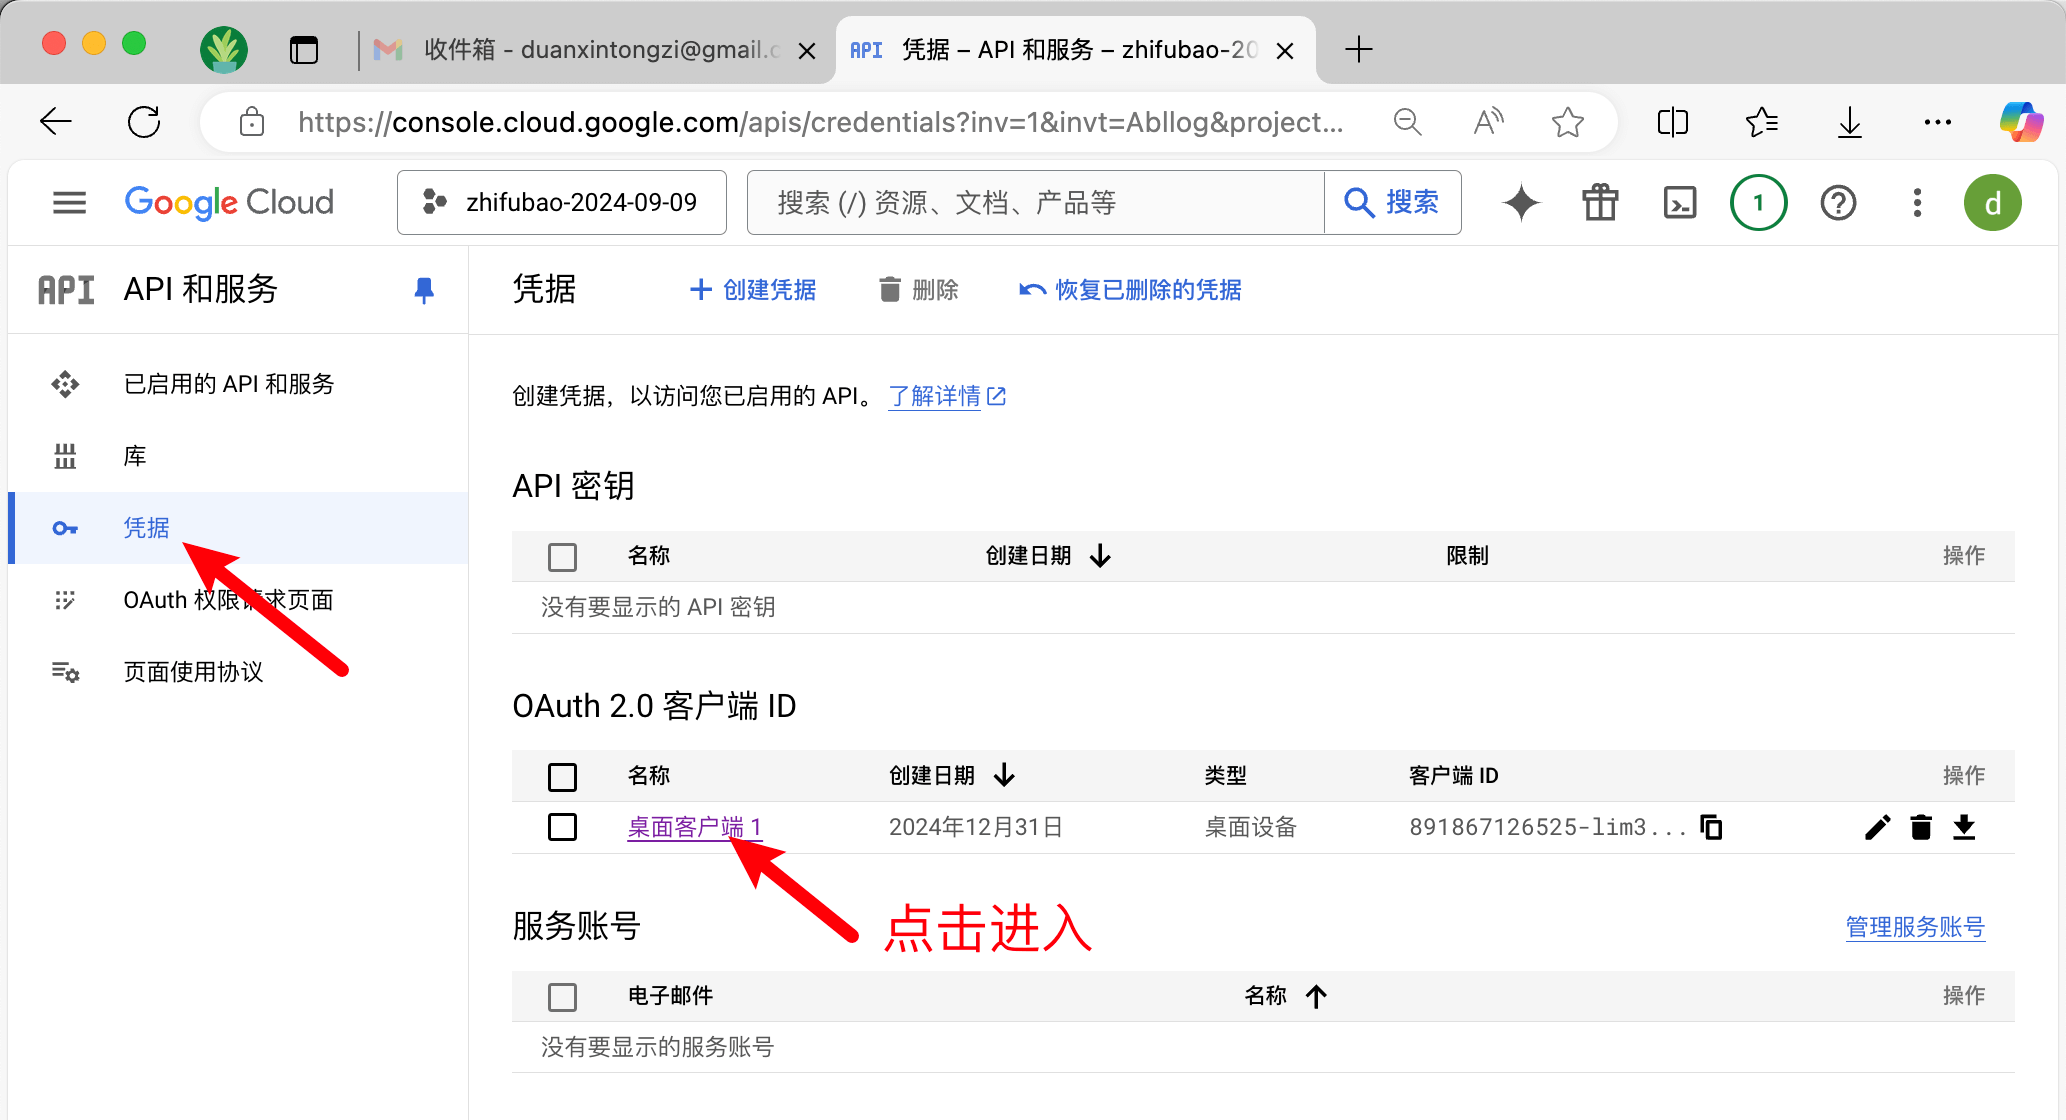 收件箱 - duanxintongzi@gmail.c
API 凭据 – API 和服务 – zhifubao-20
https://console.cloud.google.com/apis/credentials?inv=1&invt=Abllog&project...
Google Cloud
zhifubao-2024-09-09
搜索 (/) 资源、文档、产品等
搜索
1
d
API API 和服务
已启用的 API 和服务
库
凭据
OAuth 权限请求页面
页面使用协议
凭据
创建凭据
删除
恢复已删除的凭据
创建凭据，以访问您已启用的 API。 了解详情
API 密钥
名称 创建日期 限制 操作
没有要显示的 API 密钥
OAuth 2.0 客户端 ID
名称 创建日期 类型 客户端 ID 操作
桌面客户端 1 2024年12月31日 桌面设备 891867126525-lim3...
点击进入
服务账号
管理服务账号
电子邮件 名称 操作
没有要显示的服务账号